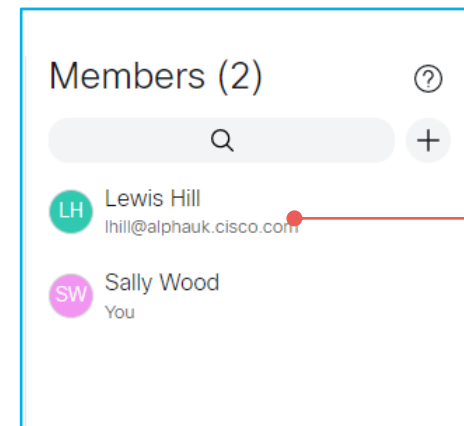 Members (2)
?
+
LH
Lewis Hill
lhill@alphauk.cisco.com
SW
Sally Wood
You